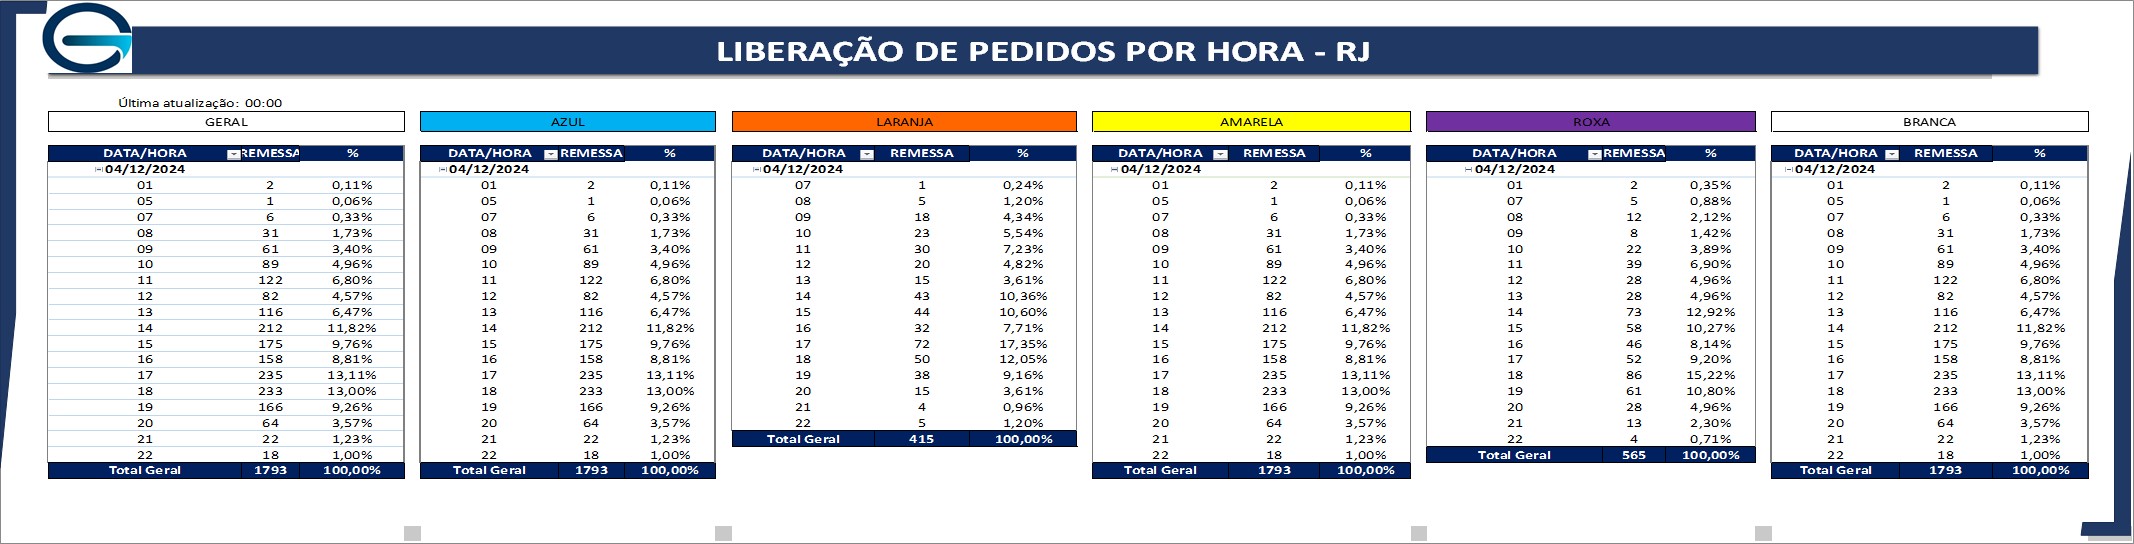 LIBERAÇÃO DE PEDIDOS POR HORA - RJ
Última atualização: 00:00
GERAL
DATA/HORA REMESSA %
04/12/2024
01 2 0,11%
05 1 0,06%
07 6 0,33%
08 31 1,73%
09 61 3,40%
10 89 4,96%
11 122 6,80%
12 82 4,57%
13 116 6,47%
14 212 11,82%
15 175 9,76%
16 158 8,81%
17 235 13,11%
18 233 13,00%
19 166 9,26%
20 64 3,57%
21 22 1,23%
22 18 1,00%
Total Geral 1793 100,00%
AZUL
DATA/HORA REMESSA %
04/12/2024
01 2 0,11%
05 1 0,06%
07 6 0,33%
08 31 1,73%
09 61 3,40%
10 89 4,96%
11 122 6,80%
12 82 4,57%
13 116 6,47%
14 212 11,82%
15 175 9,76%
16 158 8,81%
17 235 13,11%
18 233 13,00%
19 166 9,26%
20 64 3,57%
21 22 1,23%
22 18 1,00%
Total Geral 1793 100,00%
LARANJA
DATA/HORA REMESSA %
04/12/2024
07 1 0,24%
08 5 1,20%
09 18 4,34%
10 23 5,54%
11 30 7,23%
12 20 4,82%
13 15 3,61%
14 43 10,36%
15 44 10,60%
16 32 7,71%
17 72 17,35%
18 50 12,05%
19 38 9,16%
20 15 3,61%
21 4 0,96%
22 5 1,20%
Total Geral 415 100,00%
AMARELA
DATA/HORA REMESSA %
04/12/2024
01 2 0,11%
05 1 0,06%
07 6 0,33%
08 31 1,73%
09 61 3,40%
10 89 4,96%
11 122 6,80%
12 82 4,57%
13 116 6,47%
14 212 11,82%
15 175 9,76%
16 158 8,81%
17 235 13,11%
18 233 13,00%
19 166 9,26%
20 64 3,57%
21 22 1,23%
22 18 1,00%
Total Geral 1793 100,00%
ROXA
DATA/HORA REMESSA %
04/12/2024
01 2 0,35%
07 5 0,88%
08 12 2,12%
09 8 1,42%
10 22 3,89%
11 39 6,90%
12 28 4,96%
13 28 4,96%
14 73 12,92%
15 58 10,27%
16 46 8,14%
17 52 9,20%
18 86 15,22%
19 61 10,80%
20 28 4,96%
21 13 2,30%
22 4 0,71%
Total Geral 565 100,00%
BRANCA
DATA/HORA REMESSA %
04/12/2024
01 2 0,11%
05 1 0,06%
07 6 0,33%
08 31 1,73%
09 61 3,40%
10 89 4,96%
11 122 6,80%
12 82 4,57%
13 116 6,47%
14 212 11,82%
15 175 9,76%
16 158 8,81%
17 235 13,11%
18 233 13,00%
19 166 9,26%
20 64 3,57%
21 22 1,23%
22 18 1,00%
Total Geral 1793 100,00%